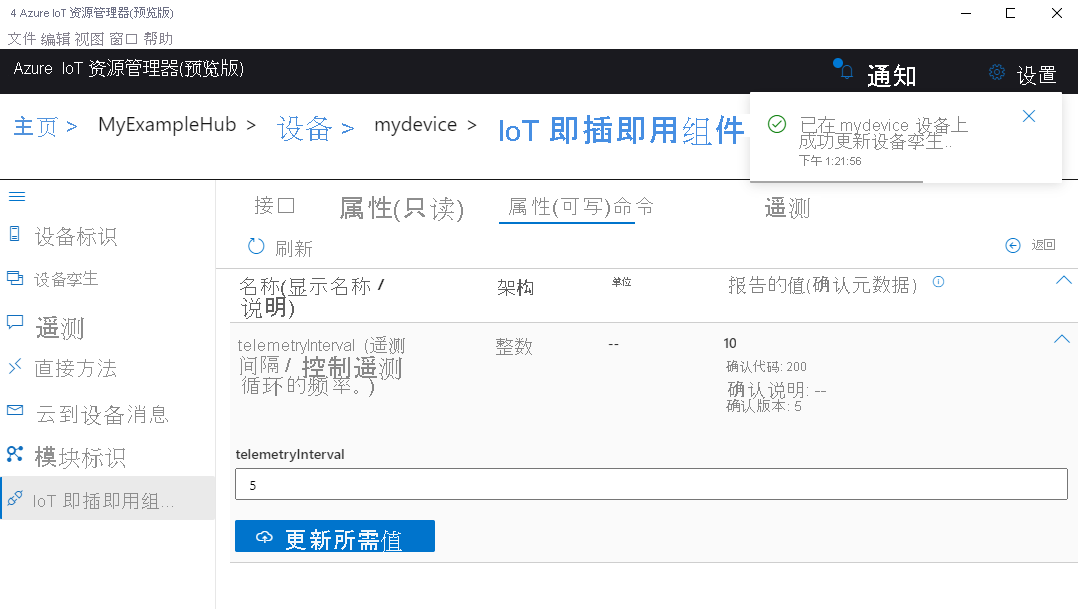 4 Azure IoT 资源管理器(预览版)
文件 编辑 视图 窗口 帮助
Azure IoT 资源管理器(预览版)
通知
设置
主页 > MyExampleHub > 设备 > mydevice > IoT 即插即用组件
已在 mydevice 设备上
成功更新设备孪生..
下午 1:21:56
设备标识
设备孪生
遥测
直接方法
云到设备消息
模块标识
IoT 即插即用组...
接口 属性(只读) 属性(可写)命令 遥测
刷新
返回
名称(显示名称 /
说明)
架构
单位
报告的值(确认元数据)
telemetryInterval (遥测
间隔 / 控制遥测
循环的频率。)
整数
--
10
确认代码: 200
确认说明: --
确认版本: 5
telemetryInterval
5
更新所需值